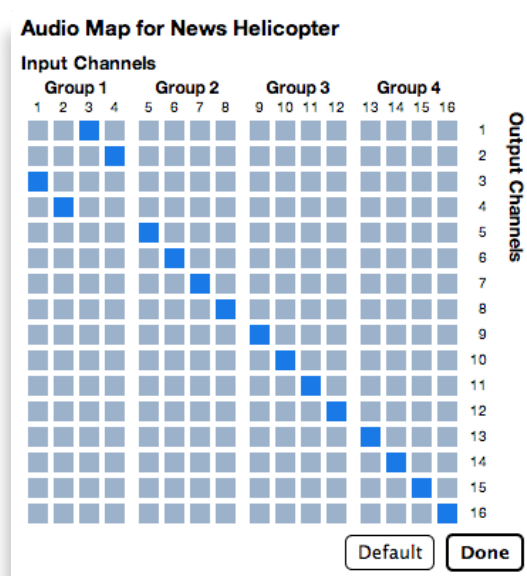 Audio Map for News Helicopter
Input Channels
Group 1 Group 2 Group 3 Group 4
1 2 3 4 5 6 7 8 9 10 11 12 13 14 15 16
Output Channels
1
2
3
4
5
6
7
8
9
10
11
12
13
14
15
16
Default Done